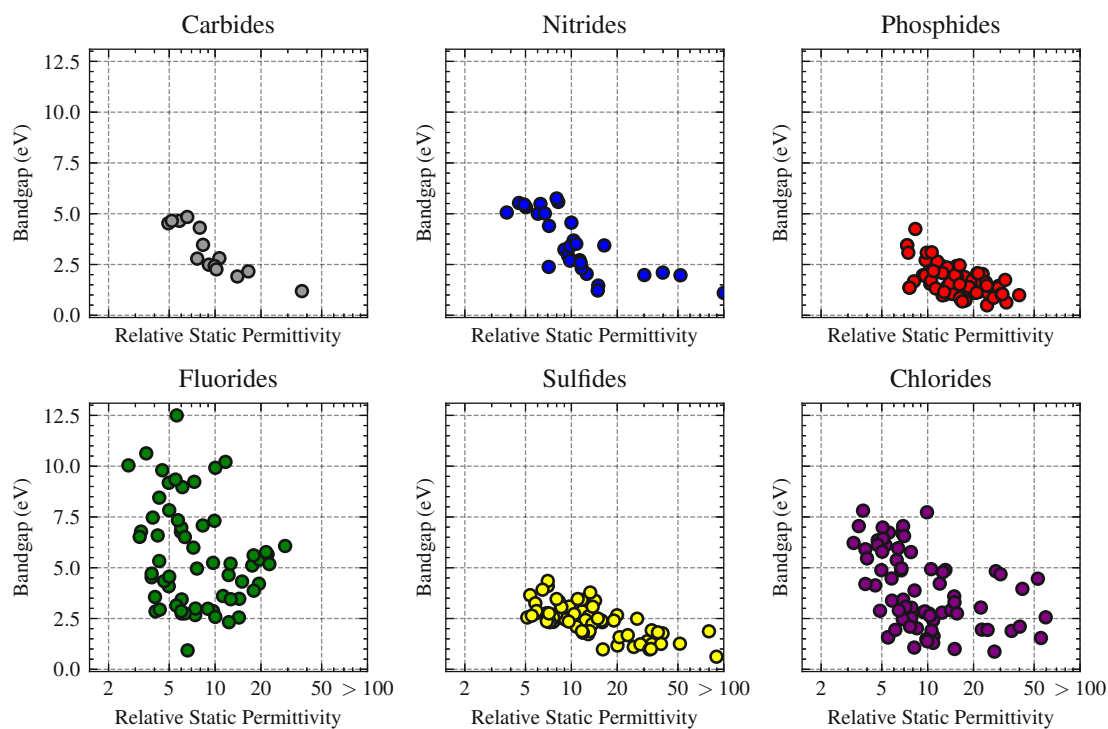 Carbides Nitrides Phosphides
12.5 10.0 7.5 5.0 2.5 0.0
Bandgap (eV) Bandgap (eV) Bandgap (eV)
Relative Static Permittivity Relative Static Permittivity Relative Static Permittivity
Fluorides Sulfides Chlorides
12.5 10.0 7.5 5.0 2.5 0.0
Bandgap (eV) Bandgap (eV) Bandgap (eV)
2 5 10 20 50 > 100 2 5 10 20 50 > 100 2 5 10 20 50 > 100
Relative Static Permittivity Relative Static Permittivity Relative Static Permittivity